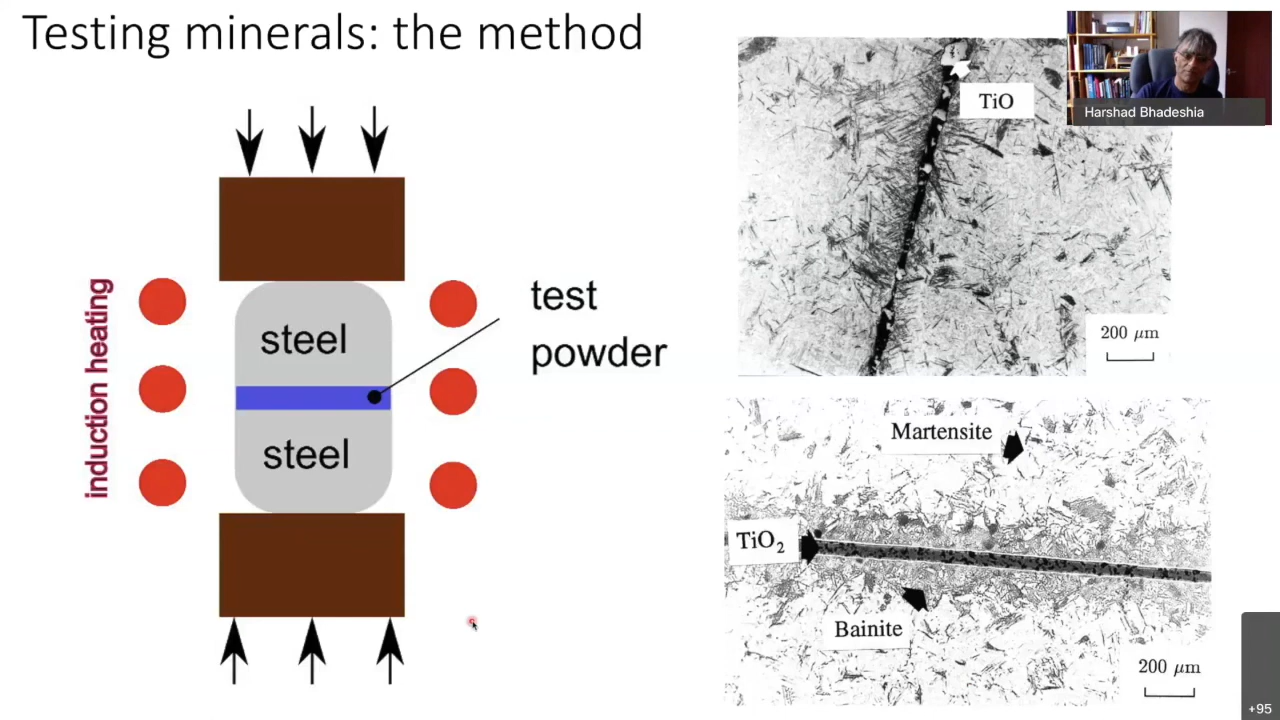 Testing minerals: the method
Harshad Bhadeshia
induction heating
steel
steel
test
powder
TiO
200 μm
Martensite
TiO₂
Bainite
200 μm
+95